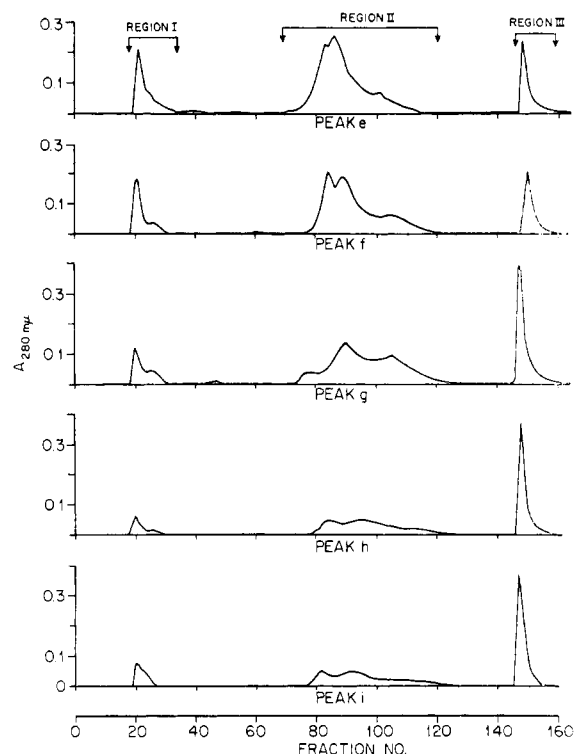 REGION I
REGION II
REGION III
0.3
0.1
PEAK e
0.3
0.1
PEAK f
0.3
0.1
PEAK g
A 280 mμ
0.3
0.1
PEAK h
0.3
0.1
0
PEAK i
0 20 40 60 80 100 120 140 160
FRACTION NO.